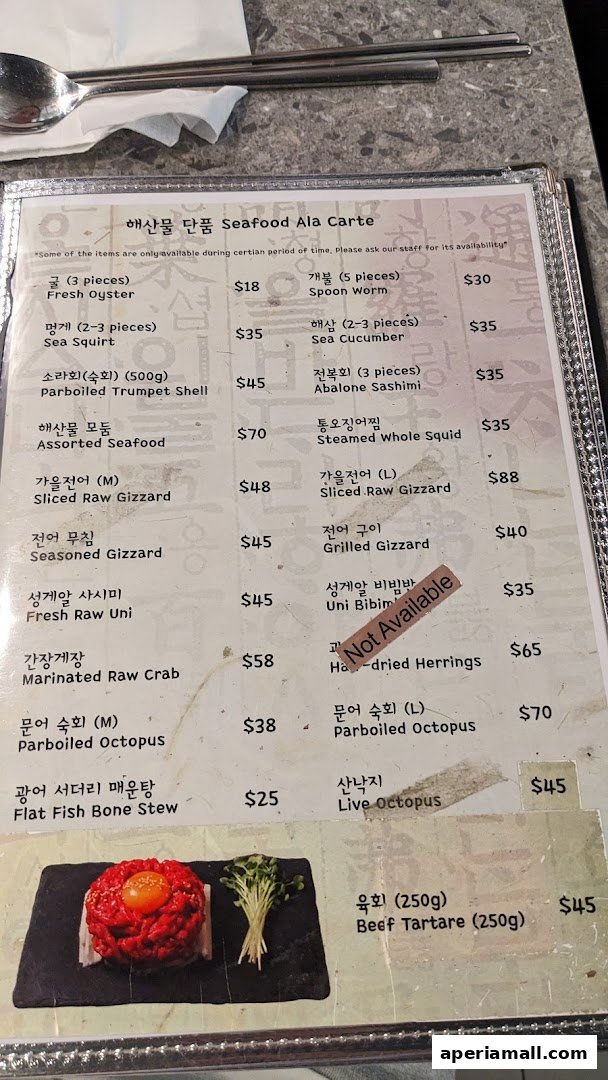 해산물 단품 Seafood Ala Carte
"Some of the items are only available during certian period of time. Please ask our staff for its availability"
굴 (3 pieces)
Fresh Oyster
$18
개불 (5 pieces)
Spoon Worm
$30
멍게 (2-3 pieces)
Sea Squirt
$35
해삼 (2-3 pieces)
Sea Cucumber
$35
소라회(숙회) (500g)
Parboiled Trumpet Shell
$45
전복회 (3 pieces)
Abalone Sashimi
$35
해산물 모둠
Assorted Seafood
$70
통오징어찜
Steamed Whole Squid
$35
가을전어 (M)
Sliced Raw Gizzard
$48
가을전어 (L)
Sliced Raw Gizzard
$88
전어 무침
Seasoned Gizzard
$45
전어 구이
Grilled Gizzard
$40
성게알 사시미
Fresh Raw Uni
$45
성게알 비빔밥
Uni
$35
Not Available
간장게장
Marinated Raw Crab
$58
Herrings
$65
문어 숙회 (M)
Parboiled Octopus
$38
문어 숙회 (L)
Parboiled Octopus
$70
광어 서더리 매운탕
Flat Fish Bone Stew
$25
산낙지
Live Octopus
$45
육회 (250g)
Beef Tartare (250g)
$45
aperiamall.com